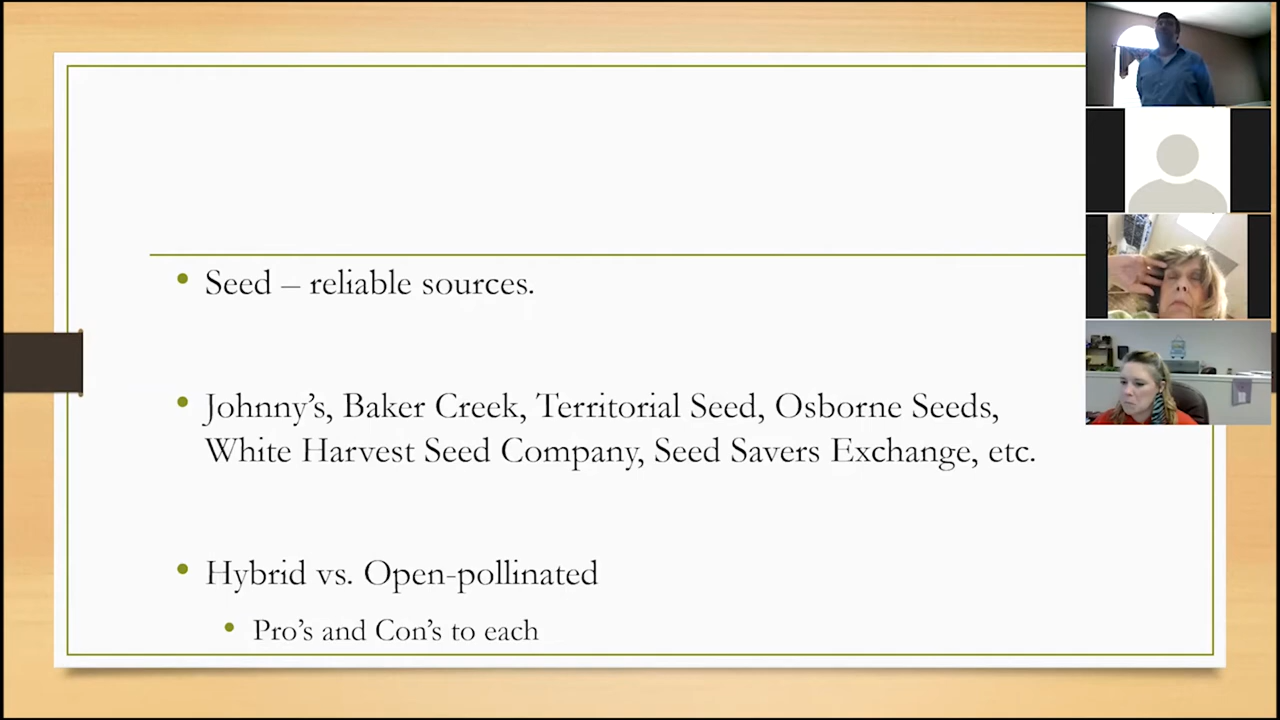 Seed – reliable sources.
Johnny’s, Baker Creek, Territorial Seed, Osborne Seeds,
White Harvest Seed Company, Seed Savers Exchange, etc.
Hybrid vs. Open-pollinated
Pro’s and Con’s to each